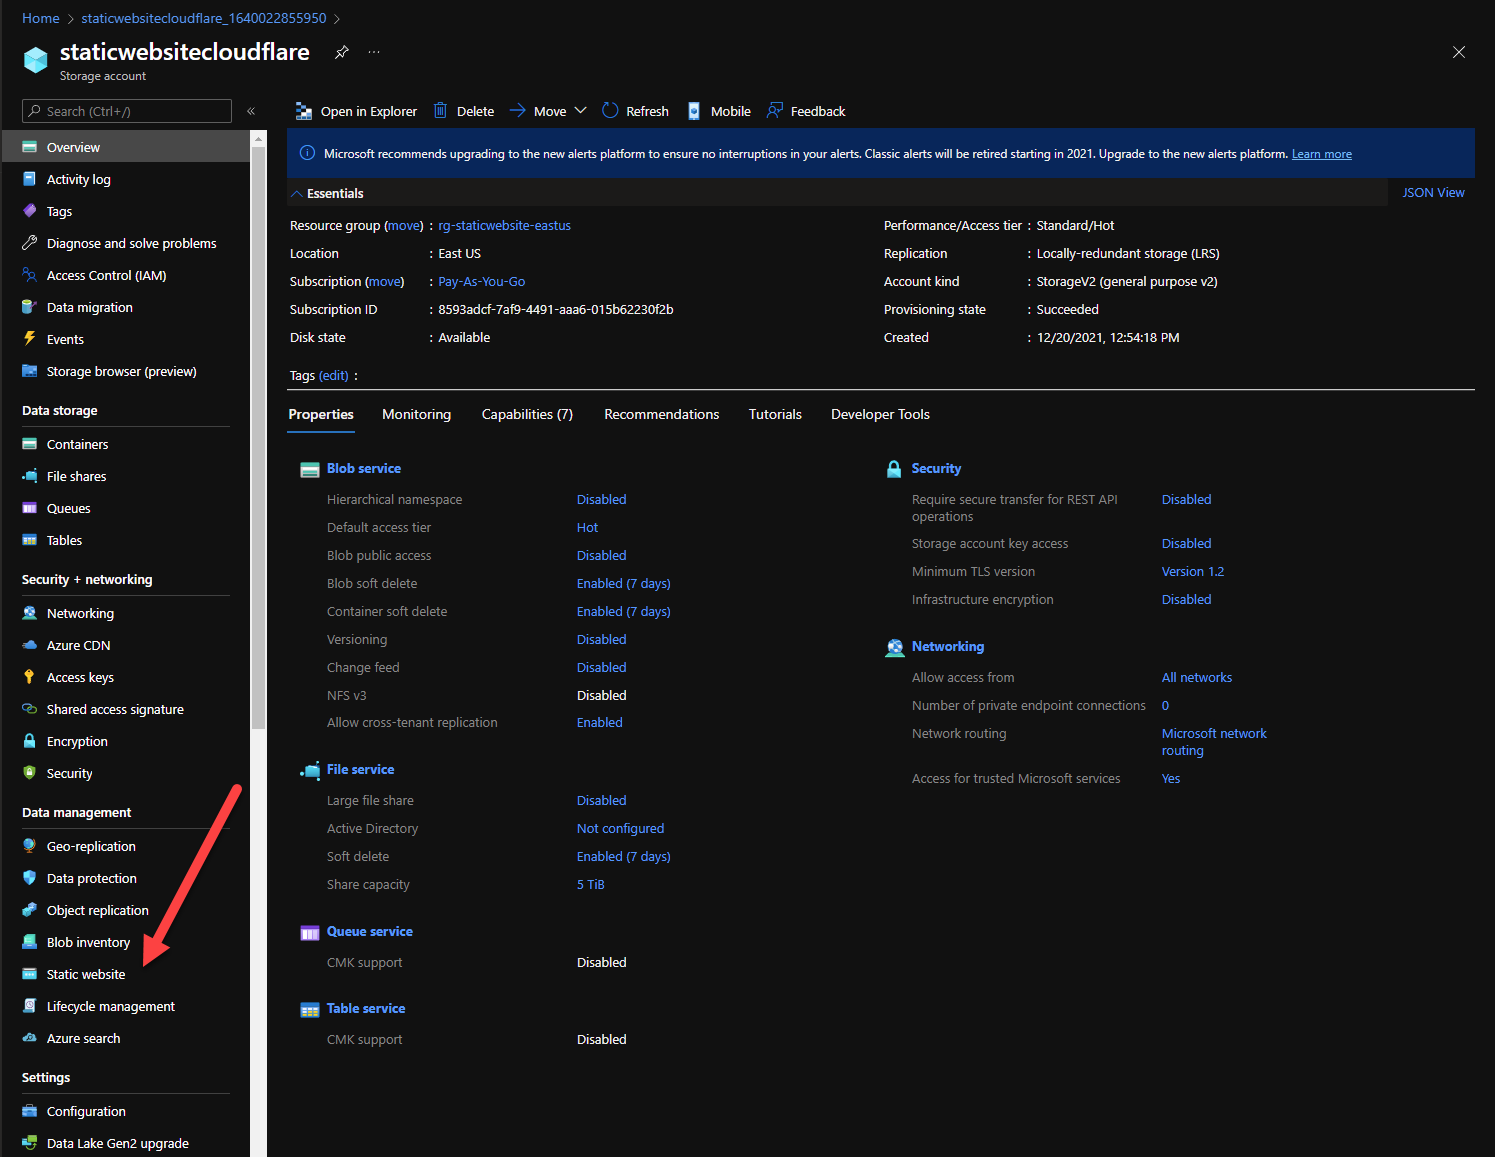 Home > staticwebsitecloudflare_1640022855950 >
staticwebsitecloudflare
Storage account
Search (Ctrl+/)
Overview
Activity log
Tags
Diagnose and solve problems
Access Control (IAM)
Data migration
Events
Storage browser (preview)
Data storage
Containers
File shares
Queues
Tables
Security + networking
Networking
Azure CDN
Access keys
Shared access signature
Encryption
Security
Data management
Geo-replication
Data protection
Object replication
Blob inventory
Static website
Lifecycle management
Azure search
Settings
Configuration
Data Lake Gen2 upgrade
Open in Explorer Delete Move Refresh Mobile Feedback
Microsoft recommends upgrading to the new alerts platform to ensure no interruptions in your alerts. Classic alerts will be retired starting in 2021. Upgrade to the new alerts platform. Learn more
Essentials
JSON View
Resource group (move) : rg-staticwebsite-eastus
Location : East US
Subscription (move) : Pay-As-You-Go
Subscription ID : 8593adcf-7af9-4491-aaa6-015b62230f2b
Disk state : Available
Performance/Access tier : Standard/Hot
Replication : Locally-redundant storage (LRS)
Account kind : StorageV2 (general purpose v2)
Provisioning state : Succeeded
Created : 12/20/2021, 12:54:18 PM
Tags (edit) :
Properties Monitoring Capabilities (7) Recommendations Tutorials Developer Tools
Blob service
Hierarchical namespace Disabled
Default access tier Hot
Blob public access Disabled
Blob soft delete Enabled (7 days)
Container soft delete Enabled (7 days)
Versioning Disabled
Change feed Disabled
NFS v3 Disabled
Allow cross-tenant replication Enabled
File service
Large file share Disabled
Active Directory Not configured
Soft delete Enabled (7 days)
Share capacity 5 TiB
Queue service
CMK support Disabled
Table service
CMK support Disabled
Security
Require secure transfer for REST API Disabled
operations
Storage account key access Disabled
Minimum TLS version Version 1.2
Infrastructure encryption Disabled
Networking
Allow access from All networks
Number of private endpoint connections 0
Network routing Microsoft network
routing
Access for trusted Microsoft services Yes